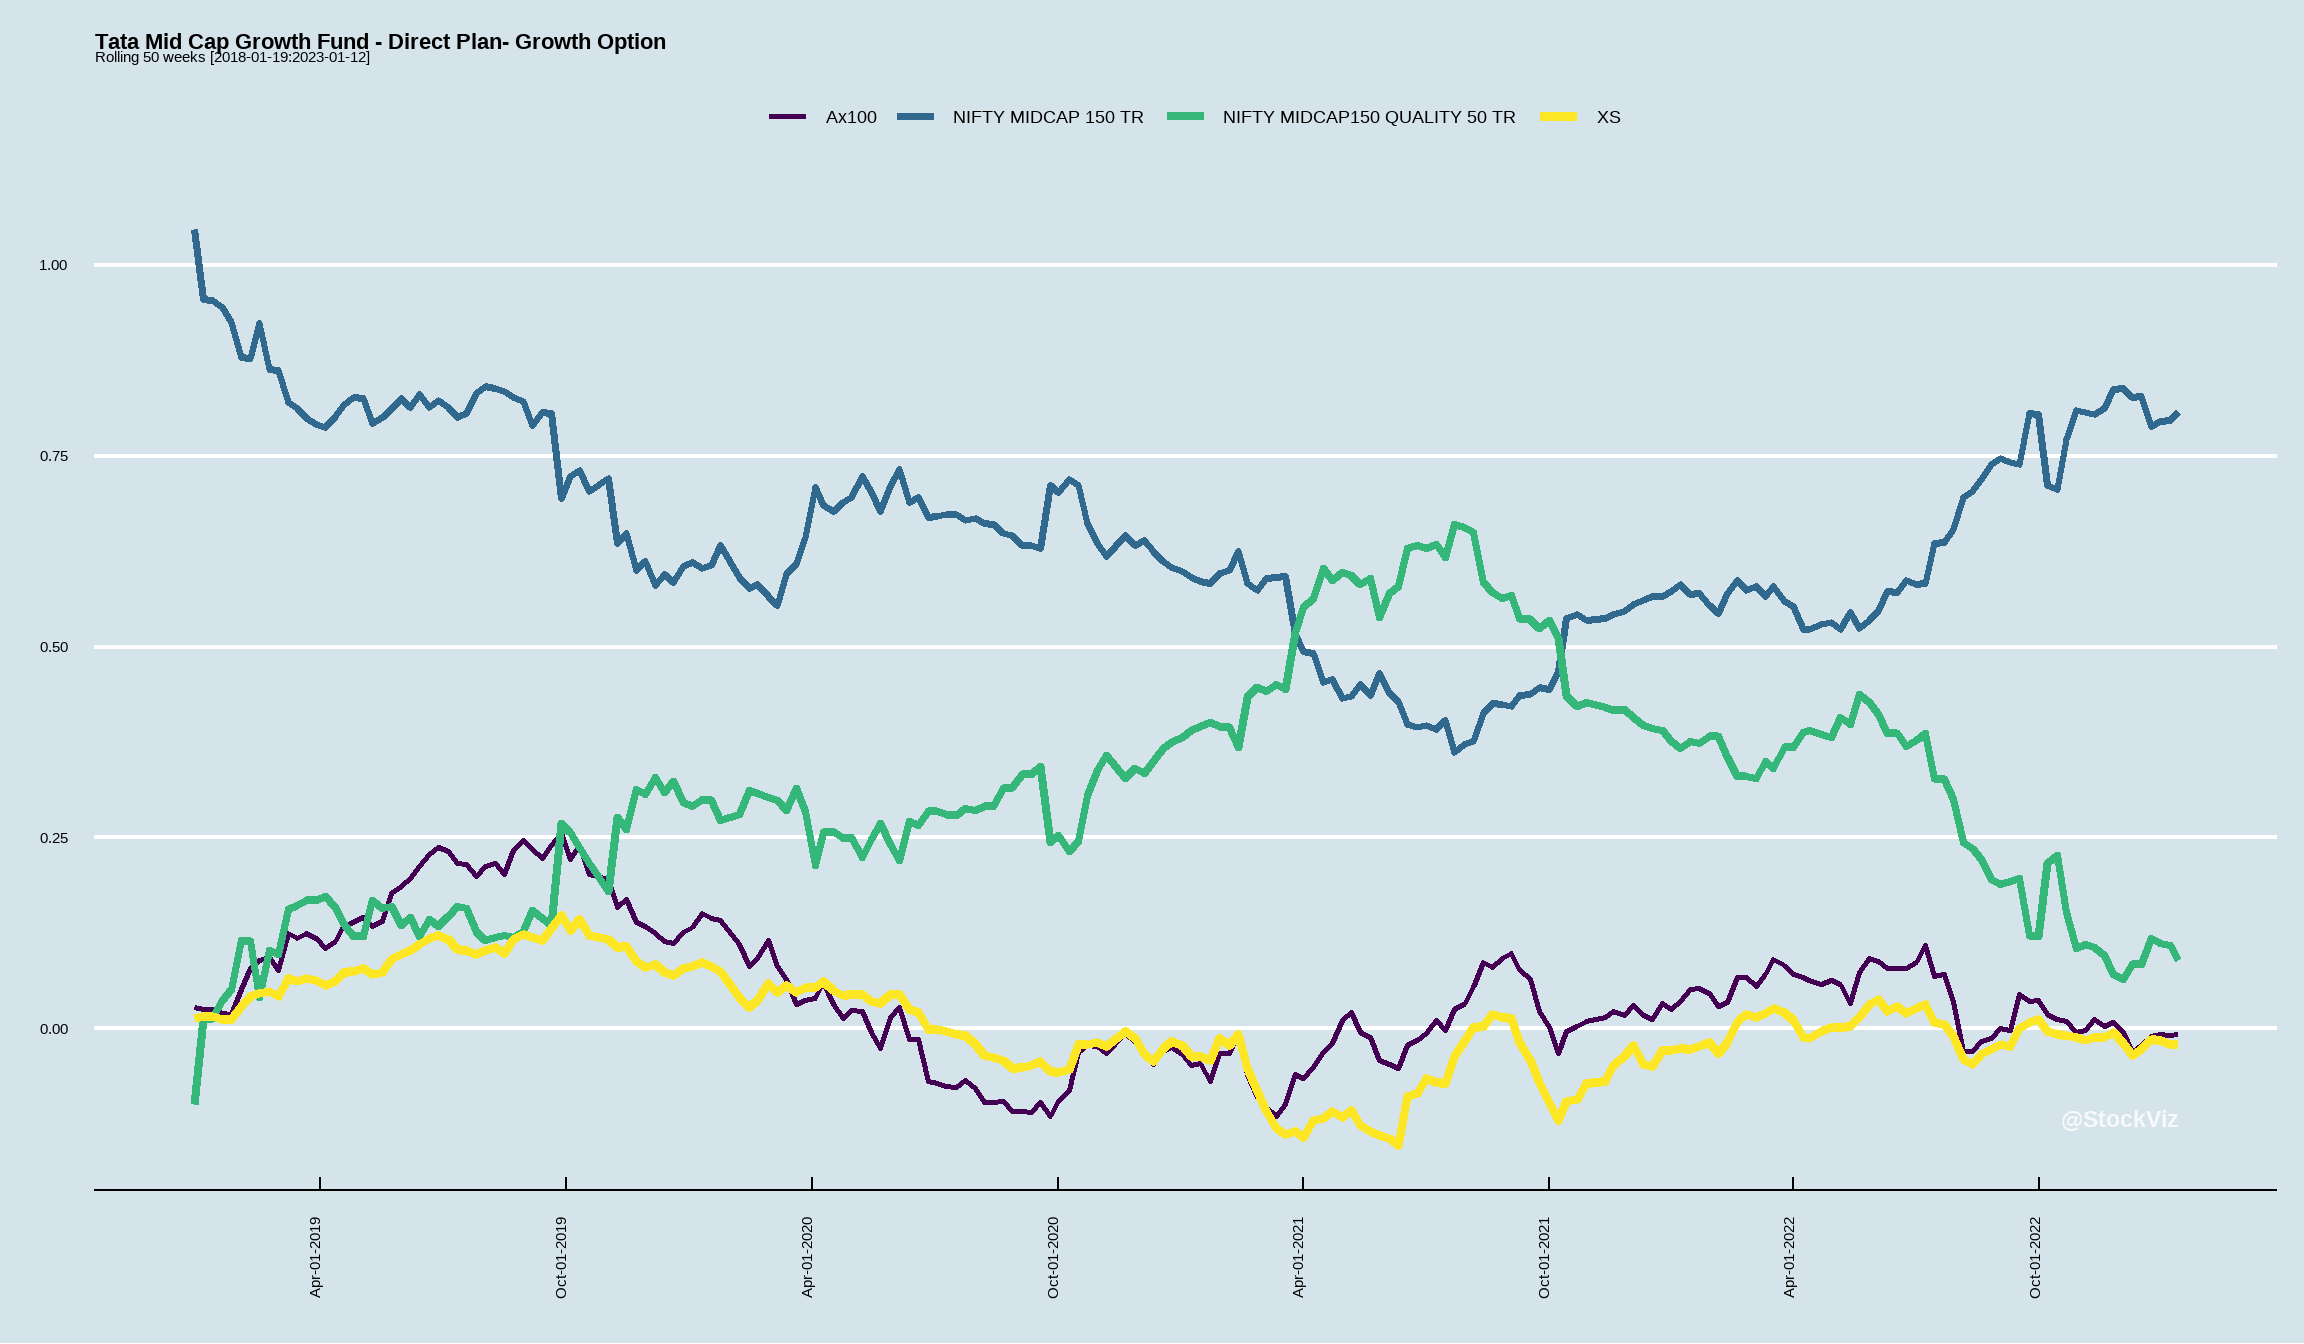 Tata Mid Cap Growth Fund - Direct Plan- Growth Option
Rolling 50 weeks [2018-01-19:2023-01-12]
Ax100 NIFTY MIDCAP 150 TR NIFTY MIDCAP150 QUALITY 50 TR XS
1.00
0.75
0.50
0.25
0.00
@StockViz
Apr-01-2019
Oct-01-2019
Apr-01-2020
Oct-01-2020
Apr-01-2021
Oct-01-2021
Apr-01-2022
Oct-01-2022